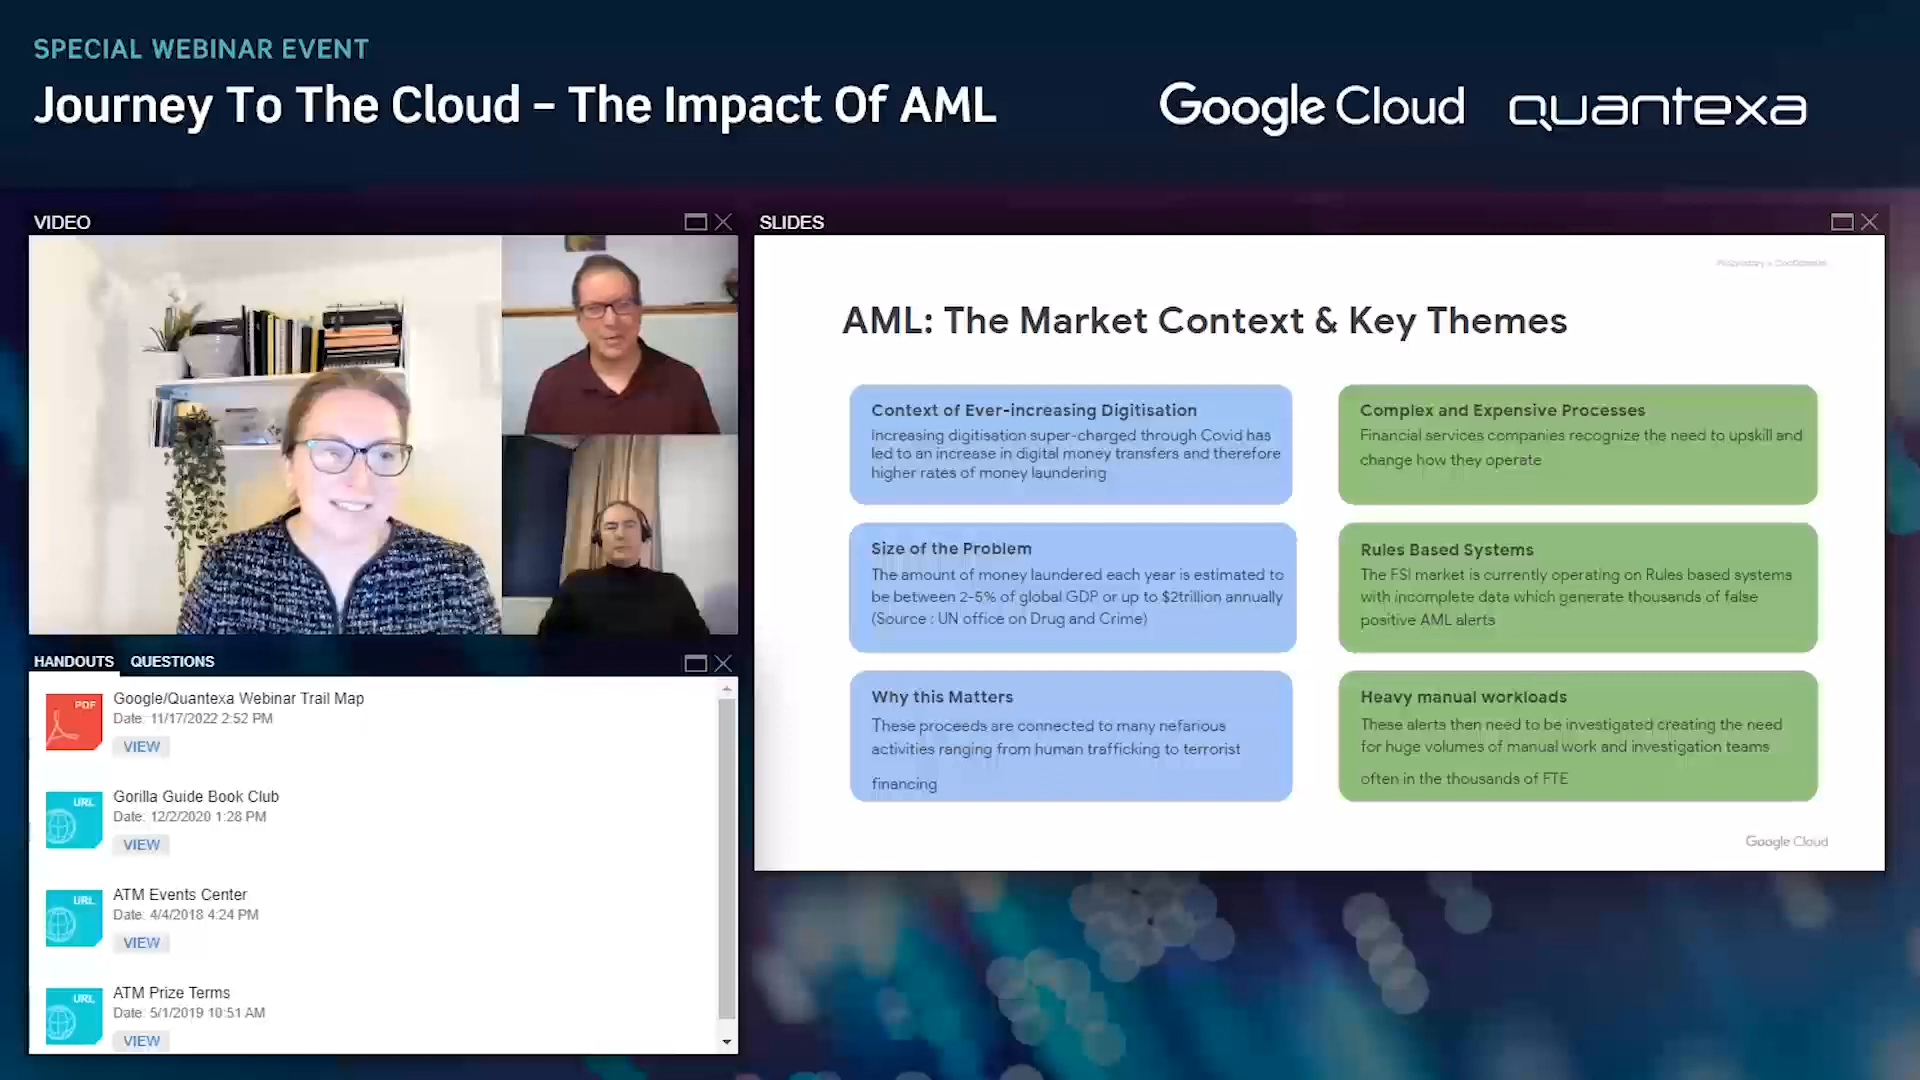 SPECIAL WEBINAR EVENT
Journey To The Cloud – The Impact Of AML
Google Cloud
quantexa
VIDEO
SLIDES
Proprietary + Confidential
AML: The Market Context & Key Themes
Context of Ever-increasing Digitisation
Increasing digitisation super-charged through Covid has
led to an increase in digital money transfers and therefore
higher rates of money laundering
Size of the Problem
The amount of money laundered each year is estimated to
be between 2-5% of global GDP or up to $2trillion annually
(Source : UN office on Drug and Crime)
Why this Matters
These proceeds are connected to many nefarious
activities ranging from human trafficking to terrorist
financing
Complex and Expensive Processes
Financial services companies recognize the need to upskill and
change how they operate
Rules Based Systems
The FSI market is currently operating on Rules based systems
with incomplete data which generate thousands of false
positive AML alerts
Heavy manual workloads
These alerts then need to be investigated creating the need
for huge volumes of manual work and investigation teams
often in the thousands of FTE
Google Cloud
HANDOUTS QUESTIONS
PDF
Google/Quantexa Webinar Trail Map
Date: 11/17/2022 2:52 PM
VIEW
URL
Gorilla Guide Book Club
Date: 12/2/2020 1:28 PM
VIEW
URL
ATM Events Center
Date: 4/4/2018 4:24 PM
VIEW
URL
ATM Prize Terms
Date: 5/1/2019 10:51 AM
VIEW